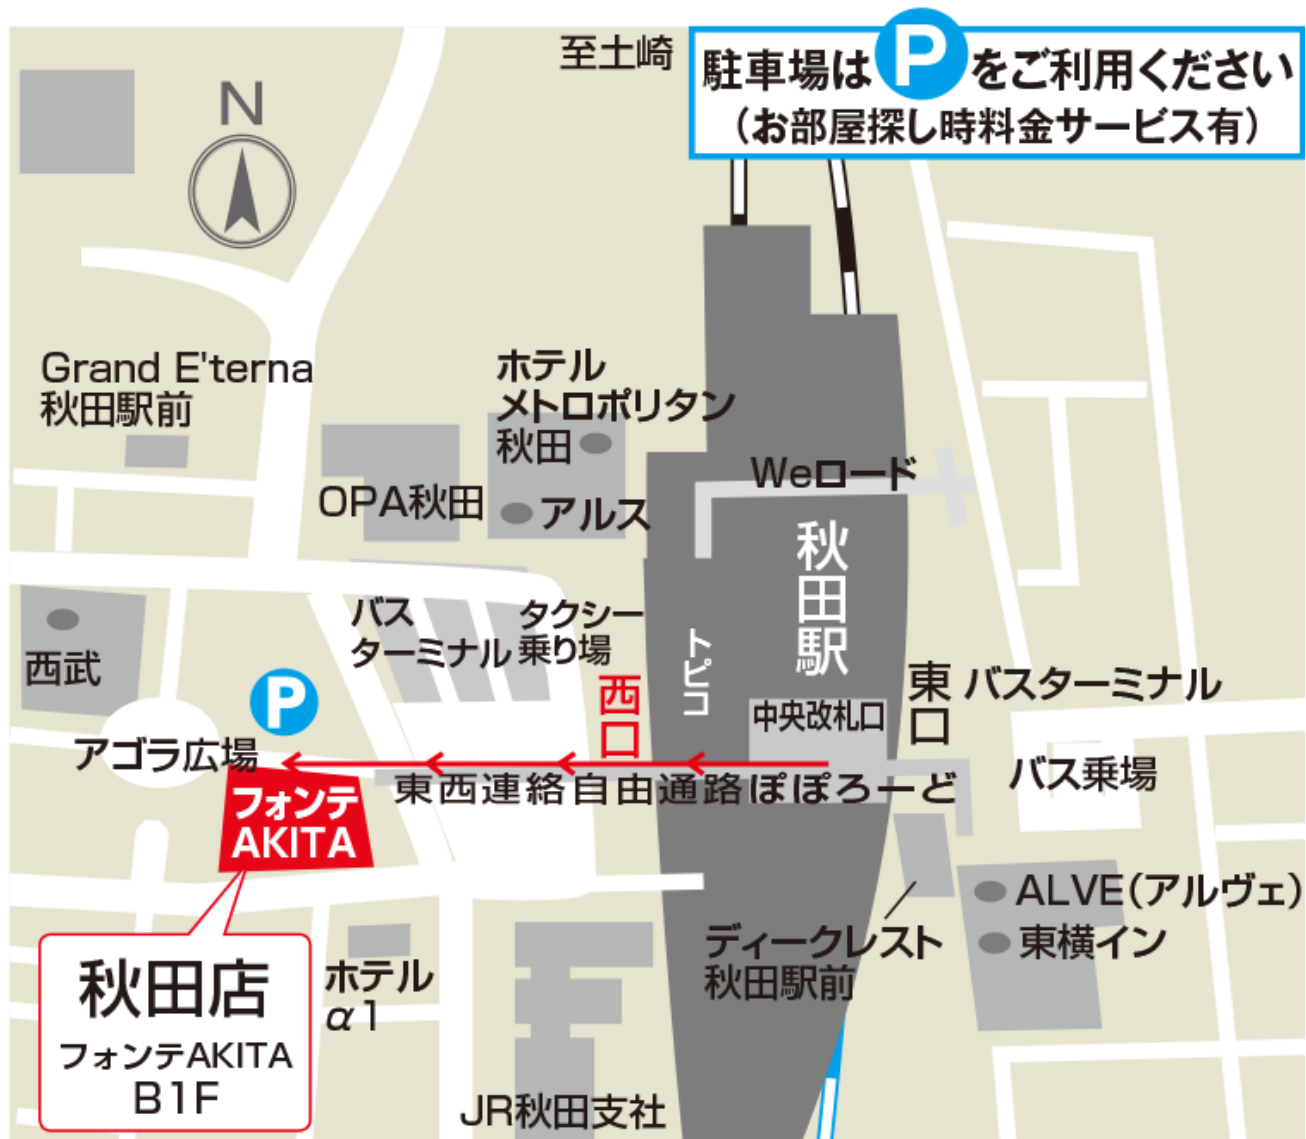 至土崎
駐車場はPをご利用ください
（お部屋探し時料金サービス有）
N
Grand E'terna
秋田駅前
ホテル
メトロポリタン
秋田
OPA秋田
アルス
Weロード
秋田駅
バス
ターミナル
タクシー
乗り場
トピコ
西武
西口
P
中央改札口
東口
バスターミナル
アゴラ広場
東西連絡自由通路ぽぽろーど
バス乗場
フォンテ
AKITA
ALVE（アルヴェ）
東横イン
ディークレスト
秋田駅前
秋田店
フォンテAKITA
B1F
ホテル
α1
JR秋田支社